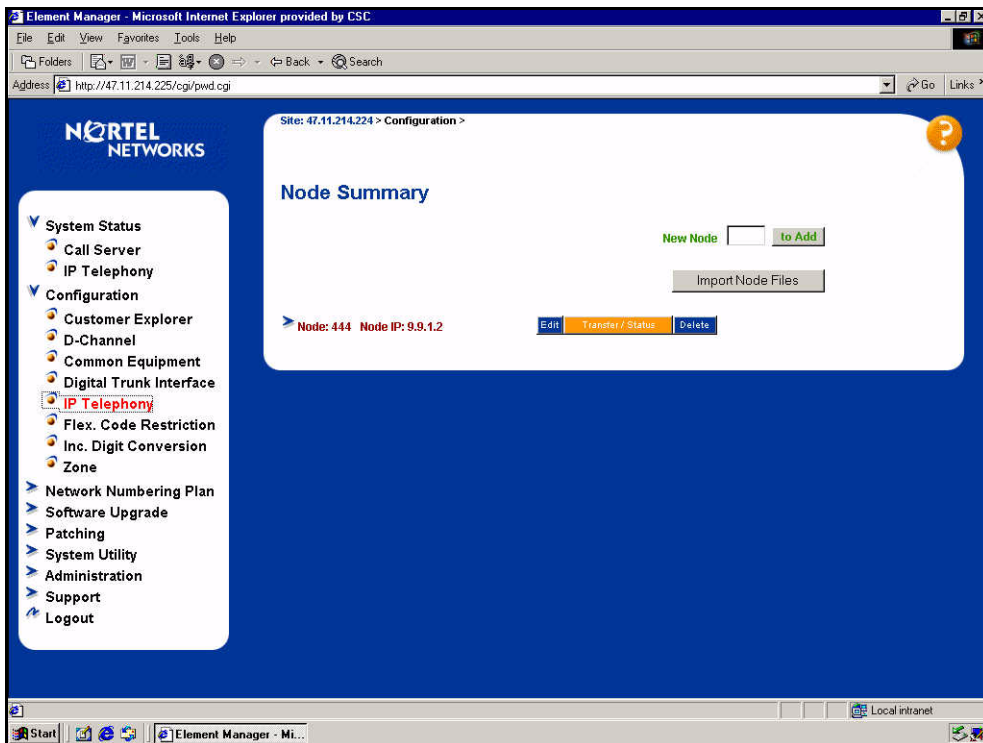 Element Manager - Microsoft Internet Explorer provided by CSC
File Edit View Favorites Tools Help
Folders Back Search
Address http://47.11.214.225/cgi/pwd.cgi Go Links
NORTEL
NETWORKS
Site: 47.11.214.224 > Configuration >
?
Node Summary
New Node to Add
Import Node Files
Node: 444 Node IP: 9.9.1.2 Edit Transfer / Status Delete
System Status
Call Server
IP Telephony
Configuration
Customer Explorer
D-Channel
Common Equipment
Digital Trunk Interface
IP Telephony
Flex. Code Restriction
Inc. Digit Conversion
Zone
Network Numbering Plan
Software Upgrade
Patching
System Utility
Administration
Support
Logout
Local intranet
Start Element Manager - Mi...